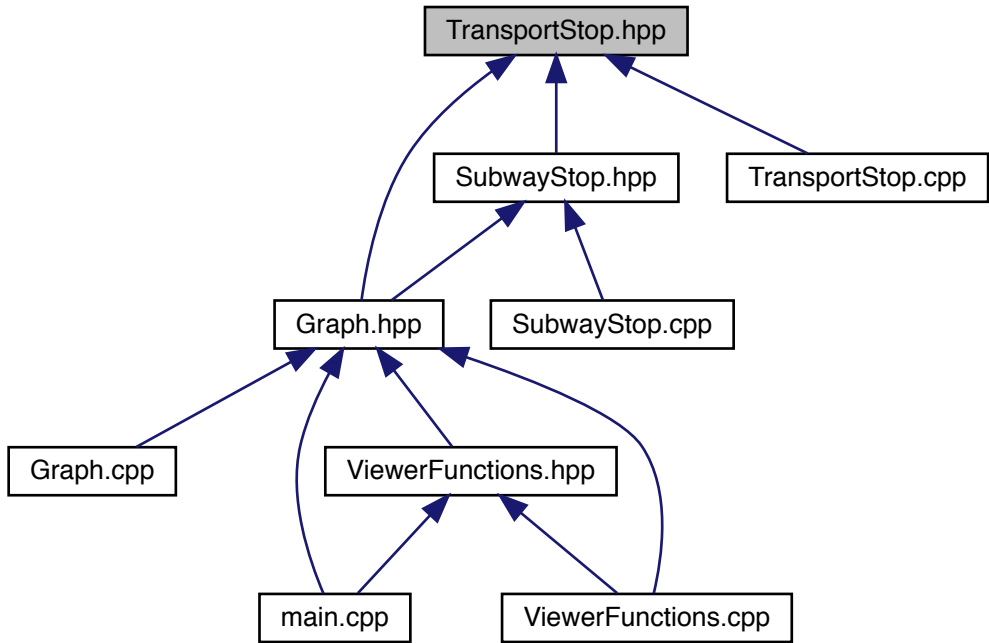 TransportStop.hpp
SubwayStop.hpp
TransportStop.cpp
Graph.hpp
SubwayStop.cpp
Graph.cpp
ViewerFunctions.hpp
main.cpp
ViewerFunctions.cpp